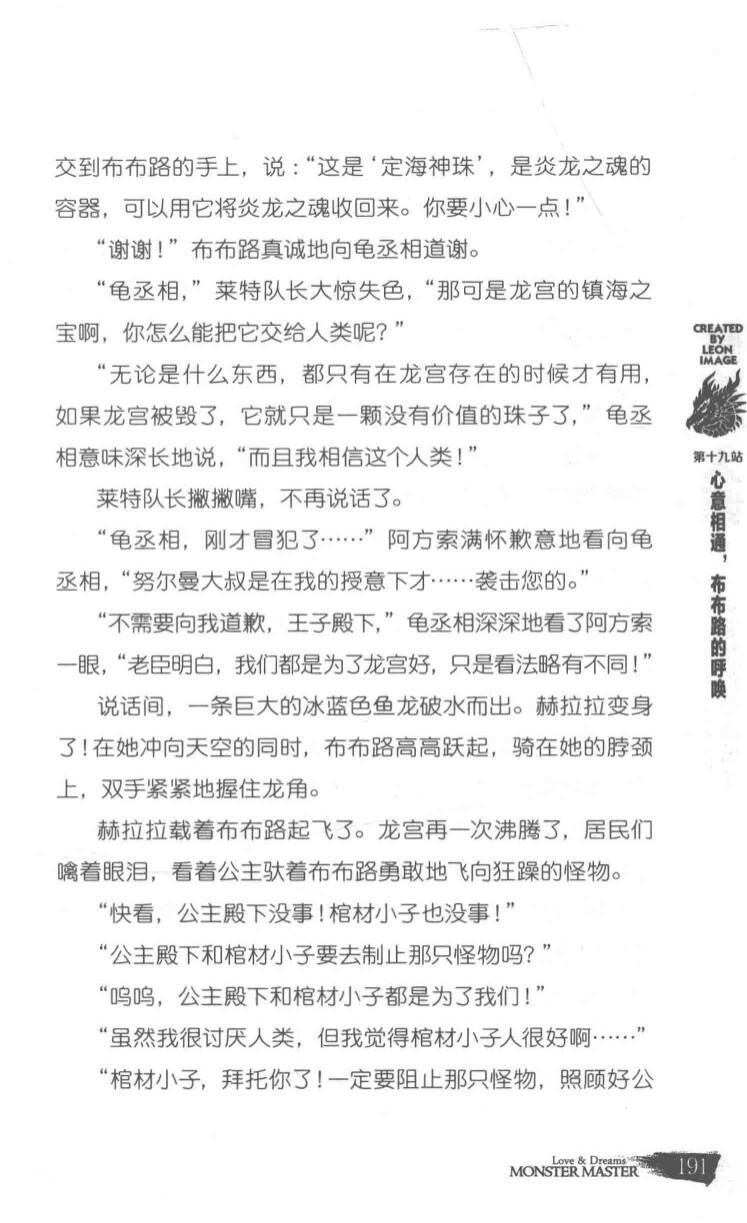 交到布布路的手上，说：“这是‘定海神珠’，是炎龙之魂的
容器，可以用它将炎龙之魂收回来。你要小心一点！”
“谢谢！”布布路真诚地向龟丞相道谢。
“龟丞相，”莱特队长大惊失色，“那可是龙宫的镇海之
宝啊，你怎么能把它交给人类呢？”
“无论是什么东西，都只有在龙宫存在的时候才有用，
如果龙宫被毁了，它就只是一颗没有价值的珠子了，”龟丞
相意味深长地说，“而且我相信这个人类！”
莱特队长撇撇嘴，不再说话了。
“龟丞相，刚才冒犯了……”阿方索满怀歉意地看向龟
丞相，“努尔曼大叔是在我的授意下才……袭击您的。”
“不需要向我道歉，王子殿下，”龟丞相深深地看了阿方索
一眼，“老臣明白，我们都是为了龙宫好，只是看法略有不同！”
说话间，一条巨大的冰蓝色鱼龙破水而出。赫拉拉变身
了！在她冲向天空的同时，布布路高高跃起，骑在她的脖颈
上，双手紧紧地握住龙角。
赫拉拉载着布布路起飞了。龙宫再一次沸腾了，居民们
噙着眼泪，看着公主驮着布布路勇敢地飞向狂躁的怪物。
“快看，公主殿下没事！棺材小子也没事！”
“公主殿下和棺材小子要去制止那只怪物吗？”
“呜呜，公主殿下和棺材小子都是为了我们！”
“虽然我很讨厌人类，但我觉得棺材小子人很好啊……”
“棺材小子，拜托你了！一定要阻止那只怪物，照顾好公
CREATED
BY
LEON
IMAGE
第十九站
心意相通，布布路的呼唤
Love & Dreams
MONSTER MASTER
191